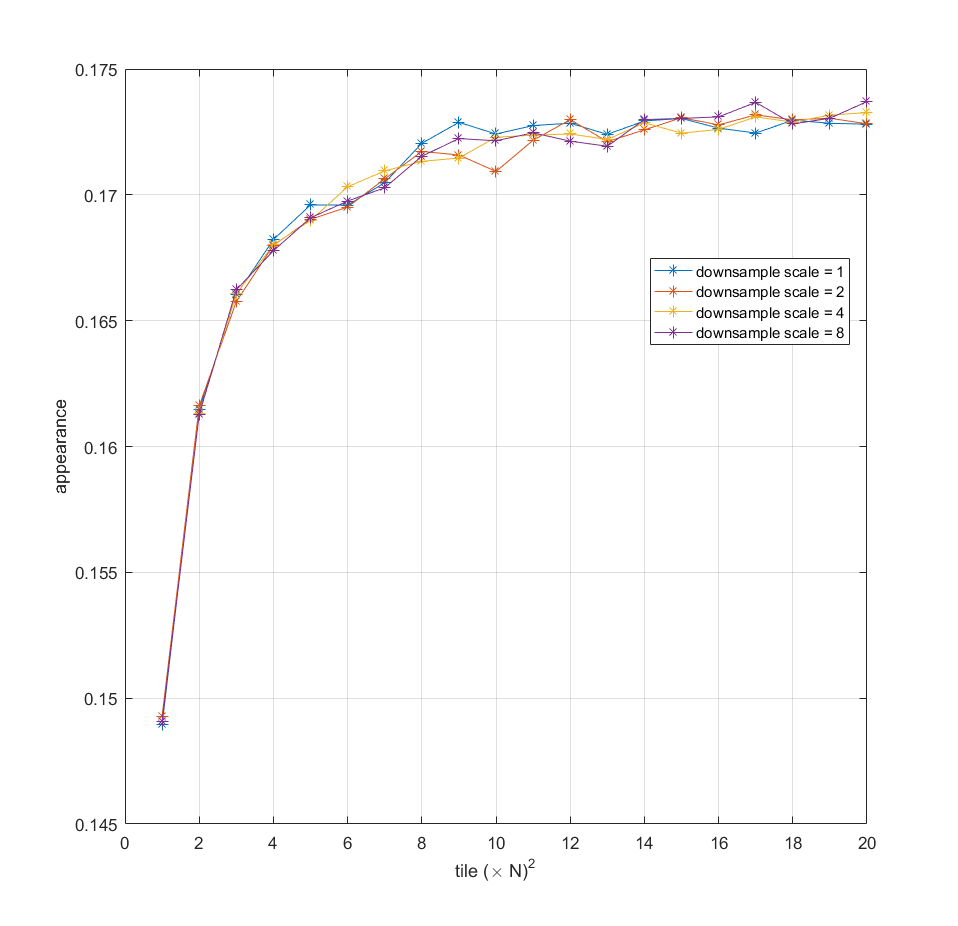 0.175
0.17
0.165
0.16
0.155
0.15
0.145
appearance
0 2 4 6 8 10 12 14 16 18 20
tile (× N)²
downsample scale = 1
downsample scale = 2
downsample scale = 4
downsample scale = 8